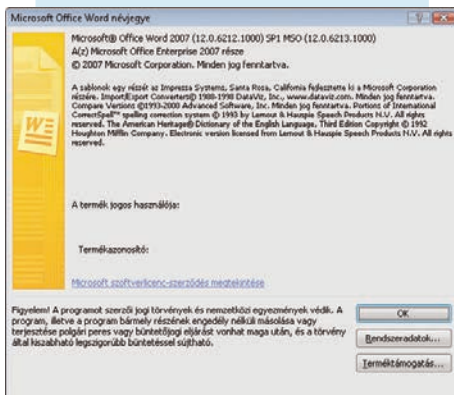 Microsoft Office Word névjegye
Microsoft® Office Word 2007 (12.0.6212.1000) SP1 MSO (12.0.6213.1000)
A(z) Microsoft Office Enterprise 2007 része
© 2007 Microsoft Corporation. Minden jog fenntartva.
A sablonok egy részét az Impressa Systems, Santa Rosa, California fejlesztette ki a Microsoft Corporation
részére. Import/Export Converters© 1988-1998 DataViz, Inc., www.dataviz.com. Minden jog fenntartva.
Compare Versions ©1993-2000 Advanced Software, Inc. Minden jog fenntartva. Portions of International
CorrectSpell™ spelling correction system © 1993 by Lernout & Hauspie Speech Products N.V. All rights
reserved. The American Heritage® Dictionary of the English Language, Third Edition Copyright © 1992
Houghton Mifflin Company. Electronic version licensed from Lernout & Hauspie Speech Products N.V. All rights
reserved.
A termék jogos használója:
Termékazonosító:
Microsoft szoftverlicenc-szerződés megtekintése
Figyelem! A programot szerzői jogi törvények és nemzetközi egyezmények védik. A
program, illetve a program bármely részének engedély nélküli másolása vagy
terjesztése polgári peres vagy büntetőjogi eljárást vonhat maga után, és a törvény
által kiszabható legszigorúbb büntetéssel sújtható.
OK
Rendszeradatok...
Terméktámogatás...